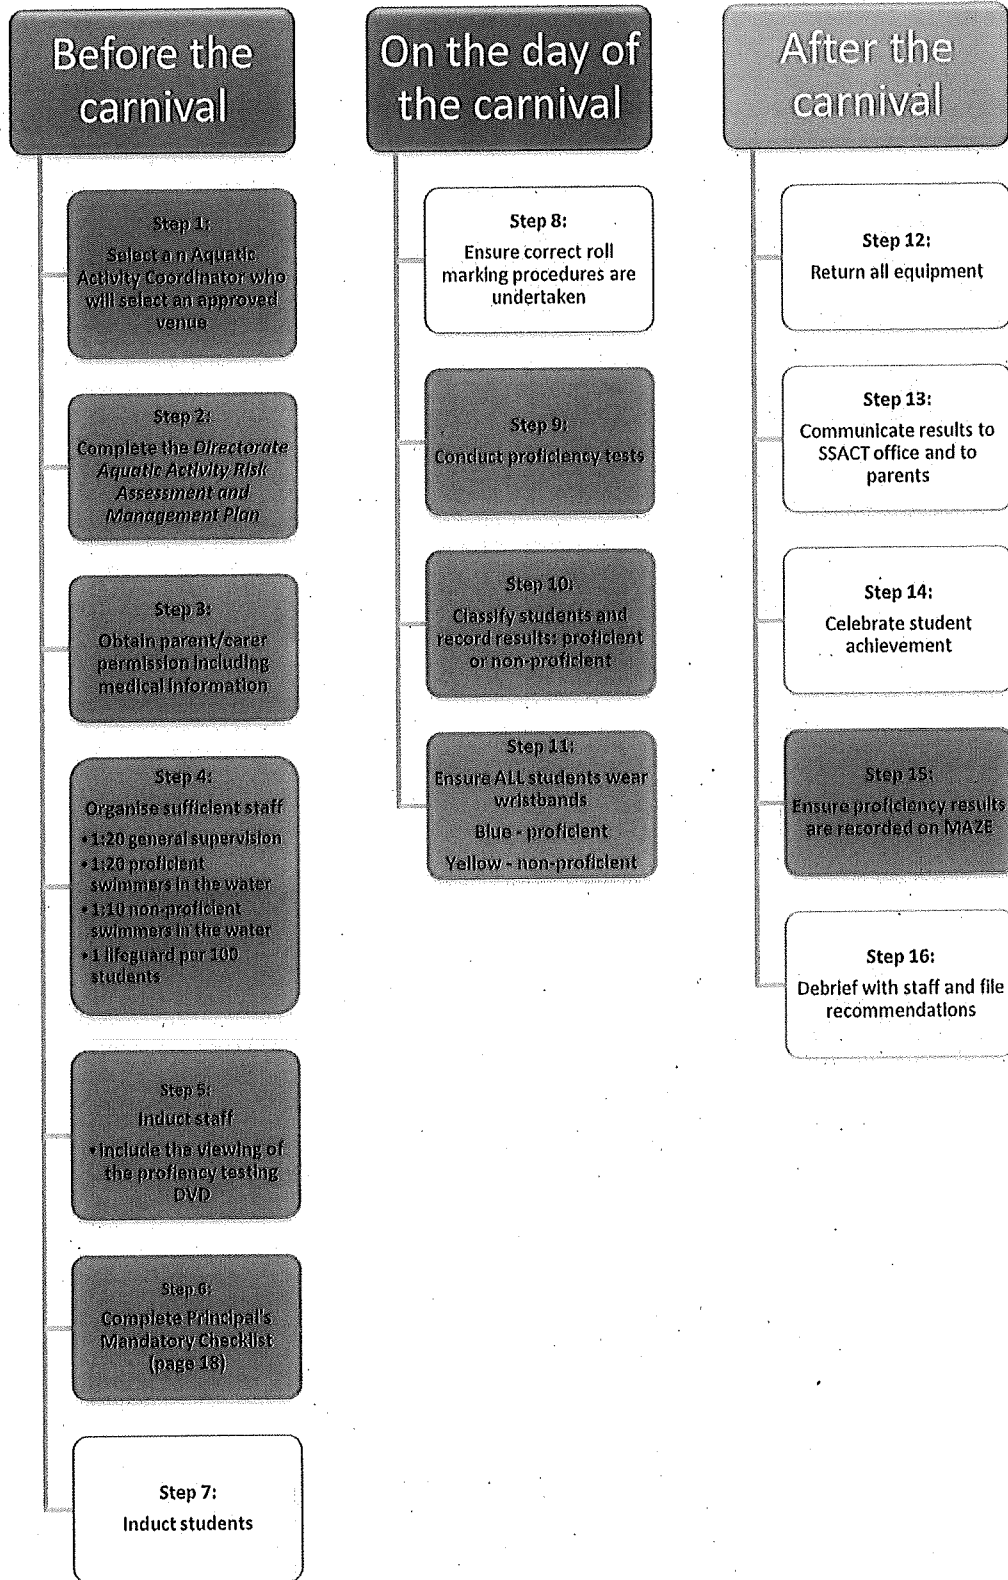 Before the
carnival
Step 1:
Select a n Aquatic
Activity Coordinator who
will select an approved
venue
Step 2:
Complete the Directorate
Aquatic Activity Risk
Assessment and
Management Plan
Step 3:
Obtain parent/carer
permission including
medical information
Step 4:
Organise sufficient staff
• 1:20 general supervision
• 1:20 proficient
swimmers in the water
• 1:10 non-proficient
swimmers in the water
• 1 lifeguard per 100
students
Step 5:
Induct staff
• Include the viewing of
the profiency testing
DVD
Step 6:
Complete Principal's
Mandatory Checklist
(page 18)
Step 7:
Induct students
On the day of
the carnival
Step 8:
Ensure correct roll
marking procedures are
undertaken
Step 9:
Conduct proficiency tests
Step 10:
Classify students and
record results: proficient
or non-proficient
Step 11:
Ensure ALL students wear
wristbands
Blue - proficient
Yellow - non-proficient
After the
carnival
Step 12:
Return all equipment
Step 13:
Communicate results to
SSACT office and to
parents
Step 14:
Celebrate student
achievement
Step 15:
Ensure proficiency results
are recorded on MAZE
Step 16:
Debrief with staff and file
recommendations